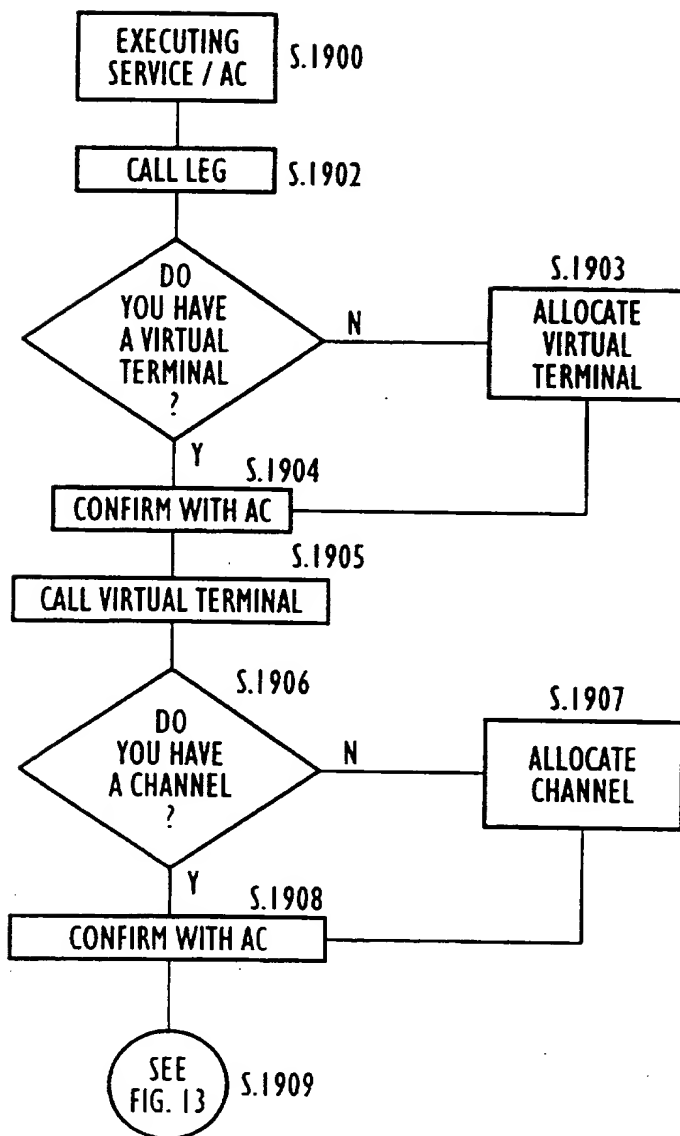 EXECUTING
SERVICE / AC
S.1900
CALL LEG
S.1902
DO
YOU HAVE
A VIRTUAL
TERMINAL
?
N
S.1903
ALLOCATE
VIRTUAL
TERMINAL
Y
S.1904
CONFIRM WITH AC
S.1905
CALL VIRTUAL TERMINAL
S.1906
DO
YOU HAVE
A CHANNEL
?
N
S.1907
ALLOCATE
CHANNEL
Y
S.1908
CONFIRM WITH AC
SEE
FIG. 13
S.1909